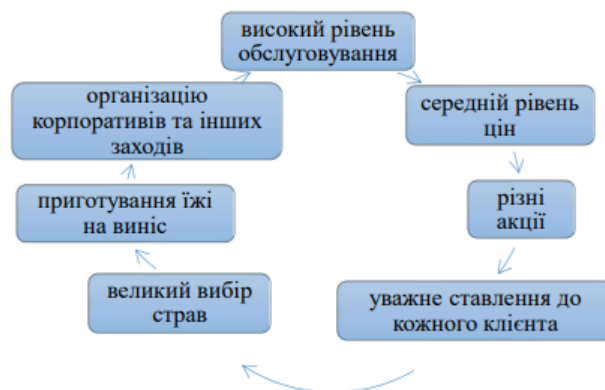 високий рівень
обслуговування
середній рівень
цін
різні
акції
уважне ставлення до
кожного клієнта
великий вибір
страв
приготування їжі
на виніс
організацію
корпоративів та інших
заходів